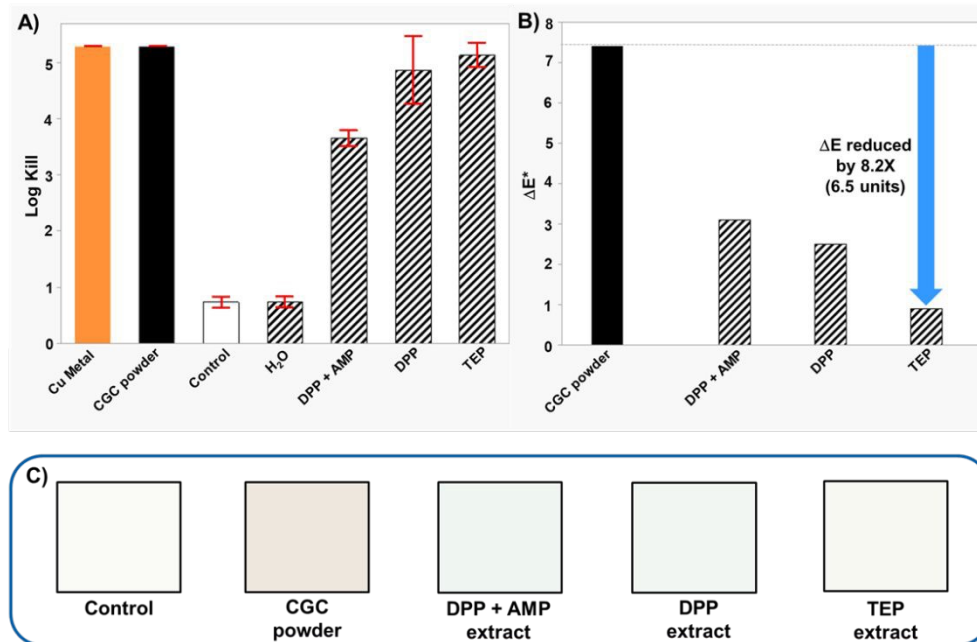 A)
Log Kill
5
4
3
2
1
0
Cu Metal
CGC powder
Control
H₂O
DPP + AMP
DPP
TEP
B)
ΔE*
8
7
6
5
4
3
2
1
0
ΔE reduced
by 8.2X
(6.5 units)
CGC powder
DPP + AMP
DPP
TEP
C)
Control
CGC
powder
DPP + AMP
extract
DPP
extract
TEP
extract